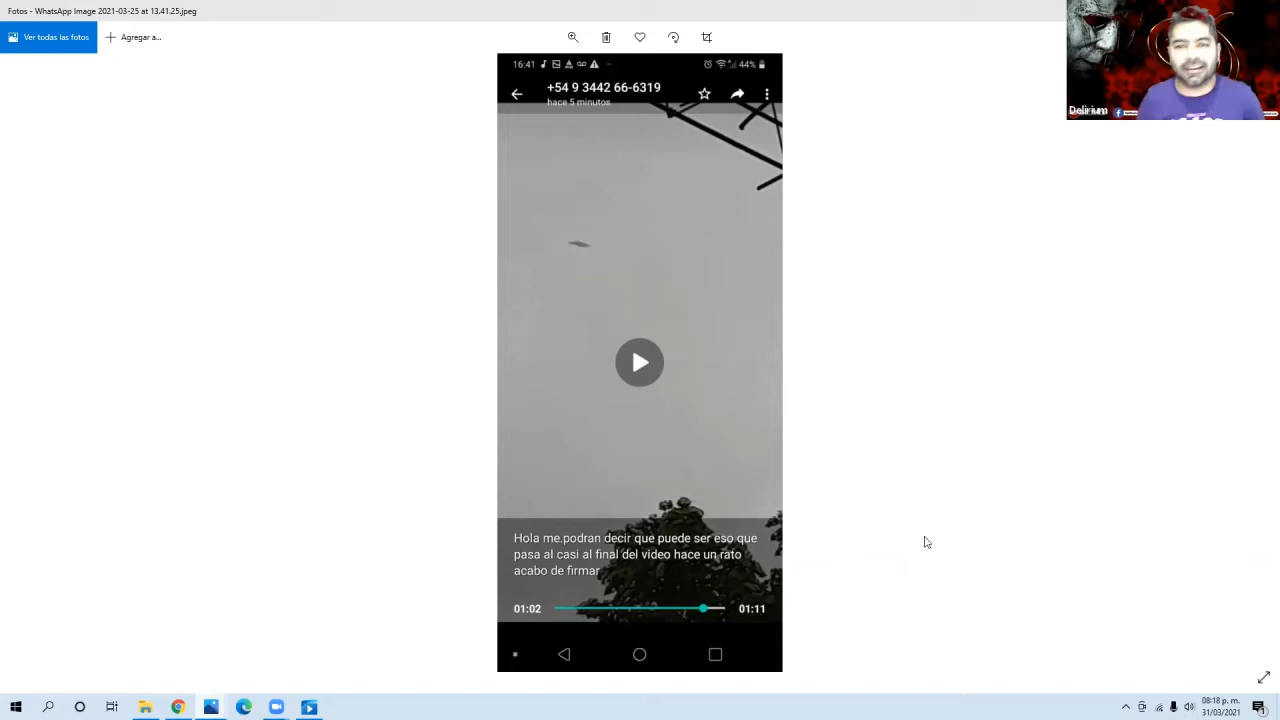 Fotos - WhatsApp Image 2021-03-25 at 13.41.25.jpeg
Ver todas las fotos
Agregar a...
16:41
44%
+54 9 3442 66-6319
hace 5 minutos
Delirium
Hola me.podran decir que puede ser eso que
pasa al casi al final del video hace un rato
acabo de firmar
01:02
01:11
08:18 p. m.
31/03/2021